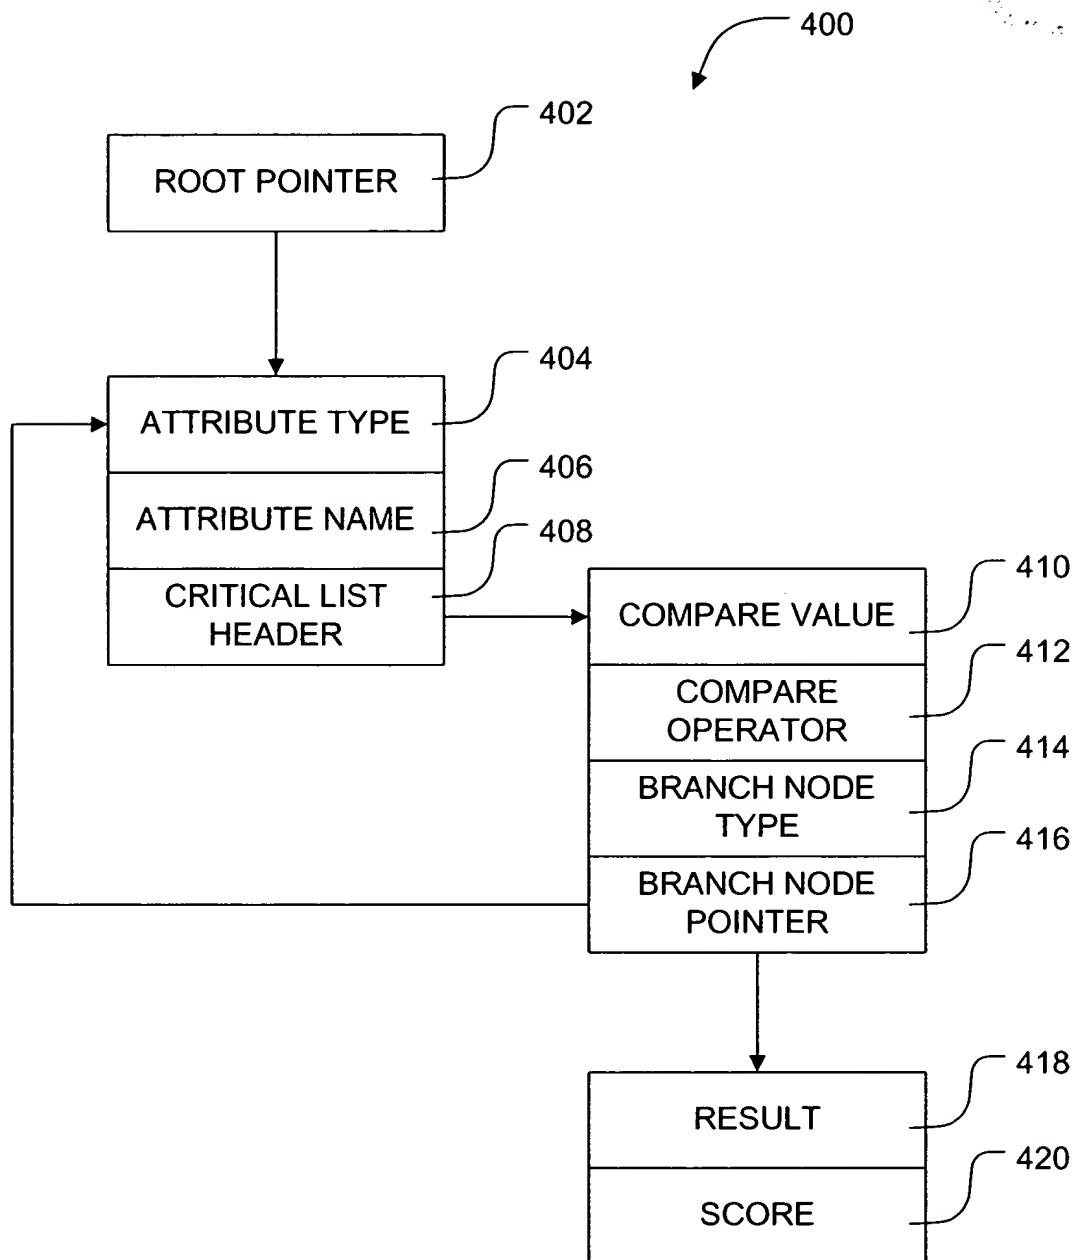 400
402
ROOT POINTER
404
ATTRIBUTE TYPE
406
ATTRIBUTE NAME
408
CRITICAL LIST
HEADER
410
COMPARE VALUE
412
COMPARE
OPERATOR
414
BRANCH NODE
TYPE
416
BRANCH NODE
POINTER
418
RESULT
420
SCORE